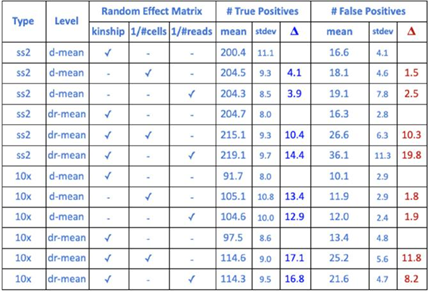 Type Level Random Effect Matrix # True Positives # False Positives
kinship 1/#cells 1/#reads mean stdev Δ mean stdev Δ
ss2 d-mean ✓ - - 200.4 11.1 16.6 4.1
ss2 d-mean - ✓ - 204.5 9.3 4.1 18.1 4.6 1.5
ss2 d-mean - - ✓ 204.3 8.5 3.9 19.1 7.8 2.5
ss2 dr-mean ✓ - - 204.7 8.0 16.3 2.8
ss2 dr-mean ✓ ✓ - 215.1 9.3 10.4 26.6 6.3 10.3
ss2 dr-mean ✓ - ✓ 219.1 9.7 14.4 36.1 11.3 19.8
10x d-mean ✓ - - 91.7 8.0 10.1 2.9
10x d-mean - ✓ - 105.1 10.8 13.4 11.9 2.9 1.8
10x d-mean - - ✓ 104.6 10.0 12.9 12.0 2.4 1.9
10x dr-mean ✓ - - 97.5 8.6 13.4 4.8
10x dr-mean ✓ ✓ - 114.6 9.0 17.1 25.2 5.6 11.8
10x dr-mean ✓ - ✓ 114.3 9.5 16.8 21.6 4.7 8.2